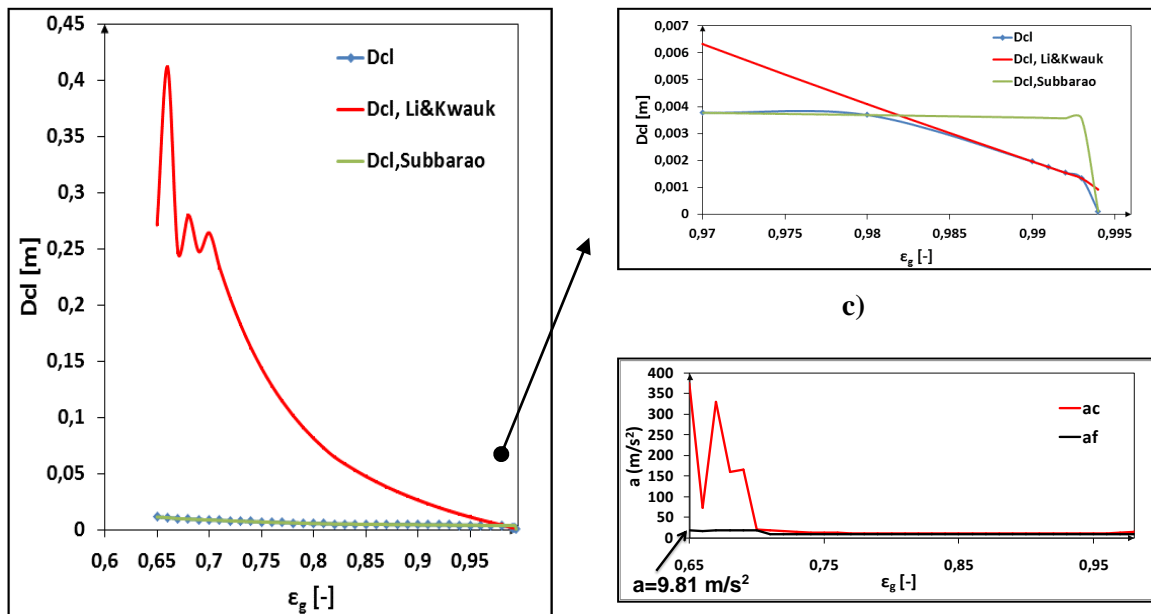 0,45
0,4
0,35
0,3
0,25
0,2
0,15
0,1
0,05
0
Dcl [m]
0,6 0,65 0,7 0,75 0,8 0,85 0,9 0,95
εg [-]
Dcl
Dcl, Li&Kwauk
Dcl,Subbarao
0,007
0,006
0,005
0,004
0,003
0,002
0,001
0
Dcl [m]
0,97 0,975 0,98 0,985 0,99 0,995
εg [-]
Dcl
Dcl, Li&Kwauk
Dcl,Subbarao
c)
400
350
300
250
200
150
100
50
0
a (m/s²)
0,65 0,75 0,85 0,95
εg [-]
ac
af
a=9.81 m/s²